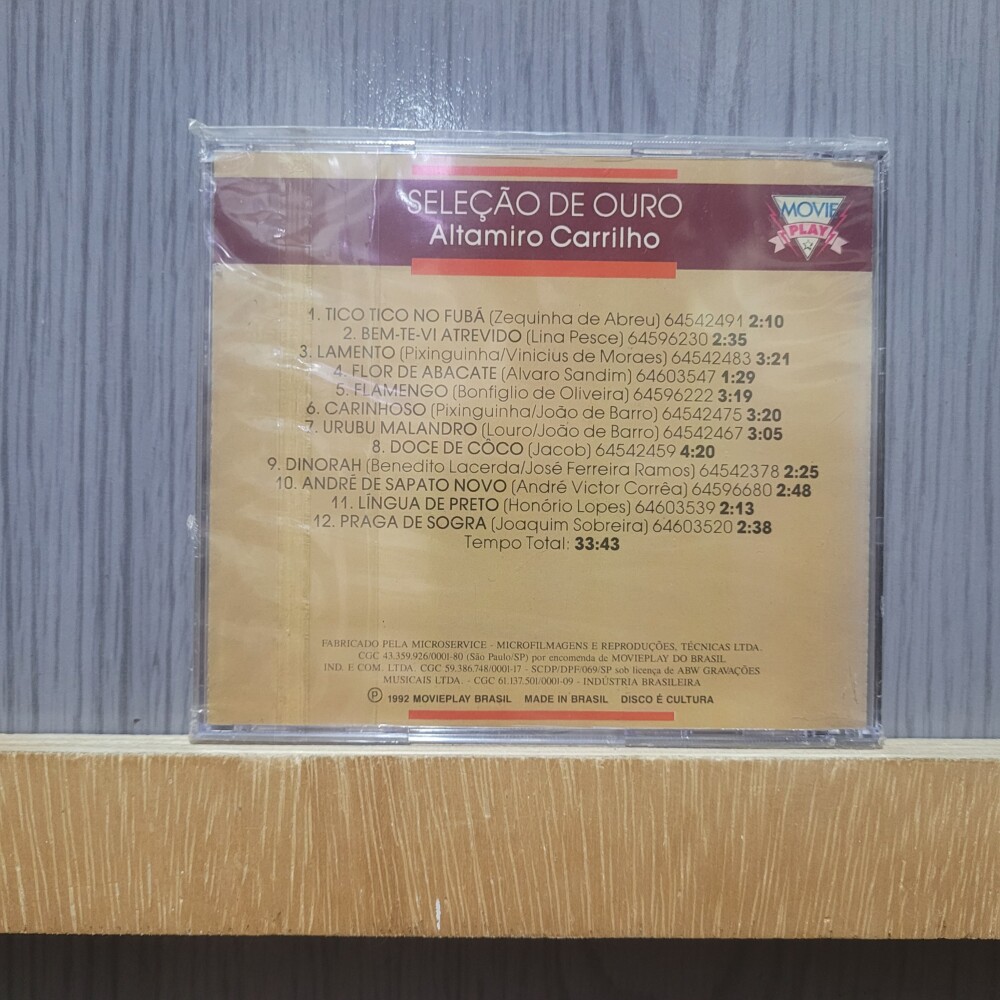 SELEÇÃO DE OURO
Altamiro Carrilho
MOVIE
PLAY
1. TICO TICO NO FUBÁ (Zequinha de Abreu) 64542491 2:10
2. BEM-TE-VI ATREVIDO (Lina Pesce) 64596230 2:35
3. LAMENTO (Pixinguinha/Vinicius de Moraes) 64542483 3:21
4. FLOR DE ABACATE (Alvaro Sandim) 64603547 1:29
5. FLAMENGO (Bonfiglio de Oliveira) 64596222 3:19
6. CARINHOSO (Pixinguinha/João de Barro) 64542475 3:20
7. URUBU MALANDRO (Louro/João de Barro) 64542467 3:05
8. DOCE DE CÔCO (Jacob) 64542459 4:20
9. DINORAH (Benedito Lacerda/José Ferreira Ramos) 64542378 2:25
10. ANDRÉ DE SAPATO NOVO (André Victor Corrêa) 64596680 2:48
11. LÍNGUA DE PRETO (Honório Lopes) 64603539 2:13
12. PRAGA DE SOGRA (Joaquim Sobreira) 64603520 2:38
Tempo Total: 33:43
FABRICADO PELA MICROSERVICE - MICROFILMAGENS E REPRODUÇÕES, TÉCNICAS LTDA.
CGC 43.359.926/0001-80 (São Paulo/SP) por encomenda de MOVIEPLAY DO BRASIL
IND. E COM. LTDA. CGC 59.386.748/0001-17 - SCDP/DPF/069/SP sob licença de ABW GRAVAÇÕES
MUSICAIS LTDA. - CGC 61.137.501/0001-09 - INDÚSTRIA BRASILEIRA
℗ 1992 MOVIEPLAY BRASIL MADE IN BRASIL DISCO É CULTURA